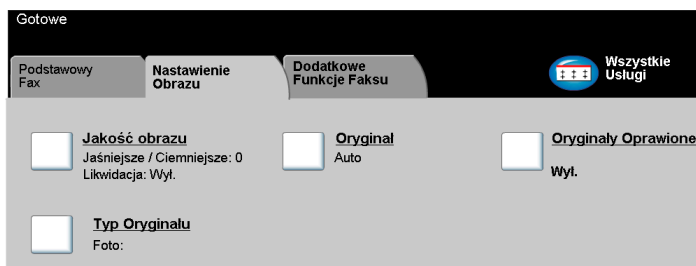 Gotowe
Podstawowy
Fax
Nastawienie
Obrazu
Dodatkowe
Funkcje Faksu
Wszystkie
Uslugi
Jakość obrazu
Jaśniejsze / Ciemniejsze: 0
Likwidacja: Wył.
Oryginał
Auto
Oryginały Oprawione
Wył.
Typ Oryginału
Foto: